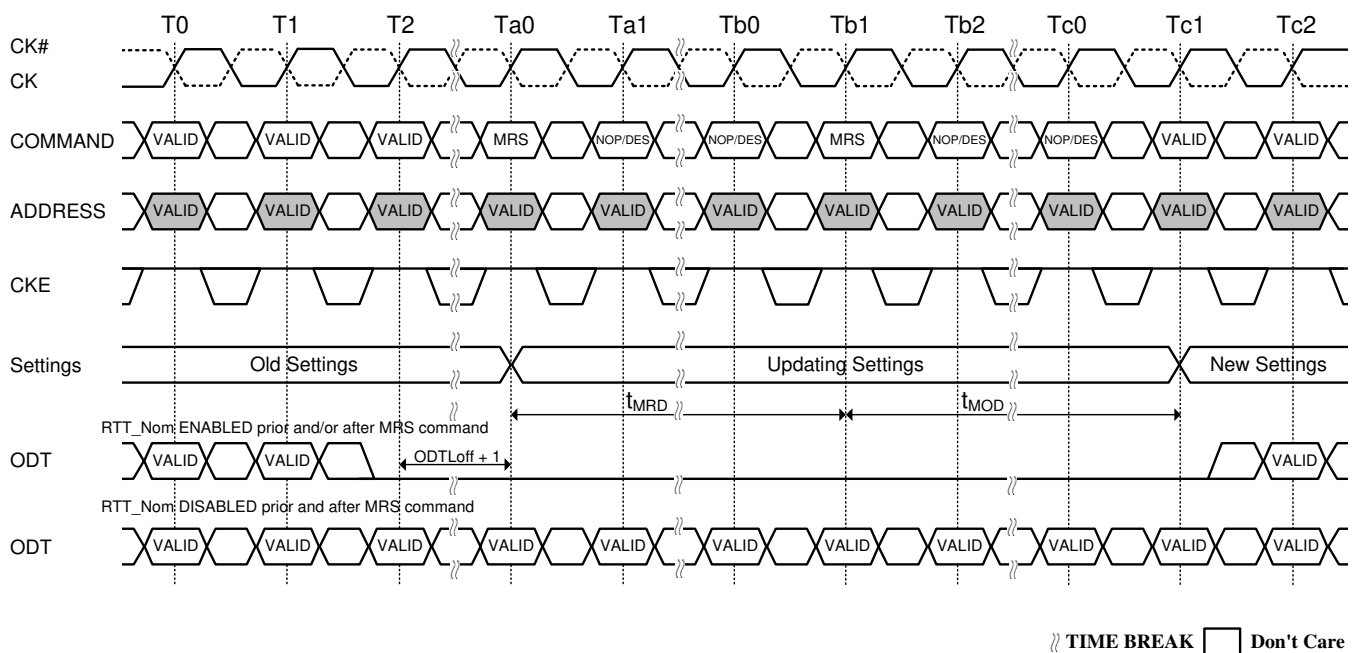 T0 T1 T2 Ta0 Ta1 Tb0 Tb1 Tb2 Tc0 Tc1 Tc2
CK#
CK
COMMAND VALID VALID VALID MRS NOP/DES NOP/DES MRS NOP/DES NOP/DES VALID VALID
ADDRESS VALID VALID VALID VALID VALID VALID VALID VALID VALID VALID VALID
CKE
Settings Old Settings Updating Settings New Settings
tMRD tMOD
RTT_Nom ENABLED prior and/or after MRS command
ODT VALID VALID ODTLoff + 1 VALID
RTT_Nom DISABLED prior and after MRS command
ODT VALID VALID VALID VALID VALID VALID VALID VALID VALID VALID VALID
TIME BREAK Don't Care